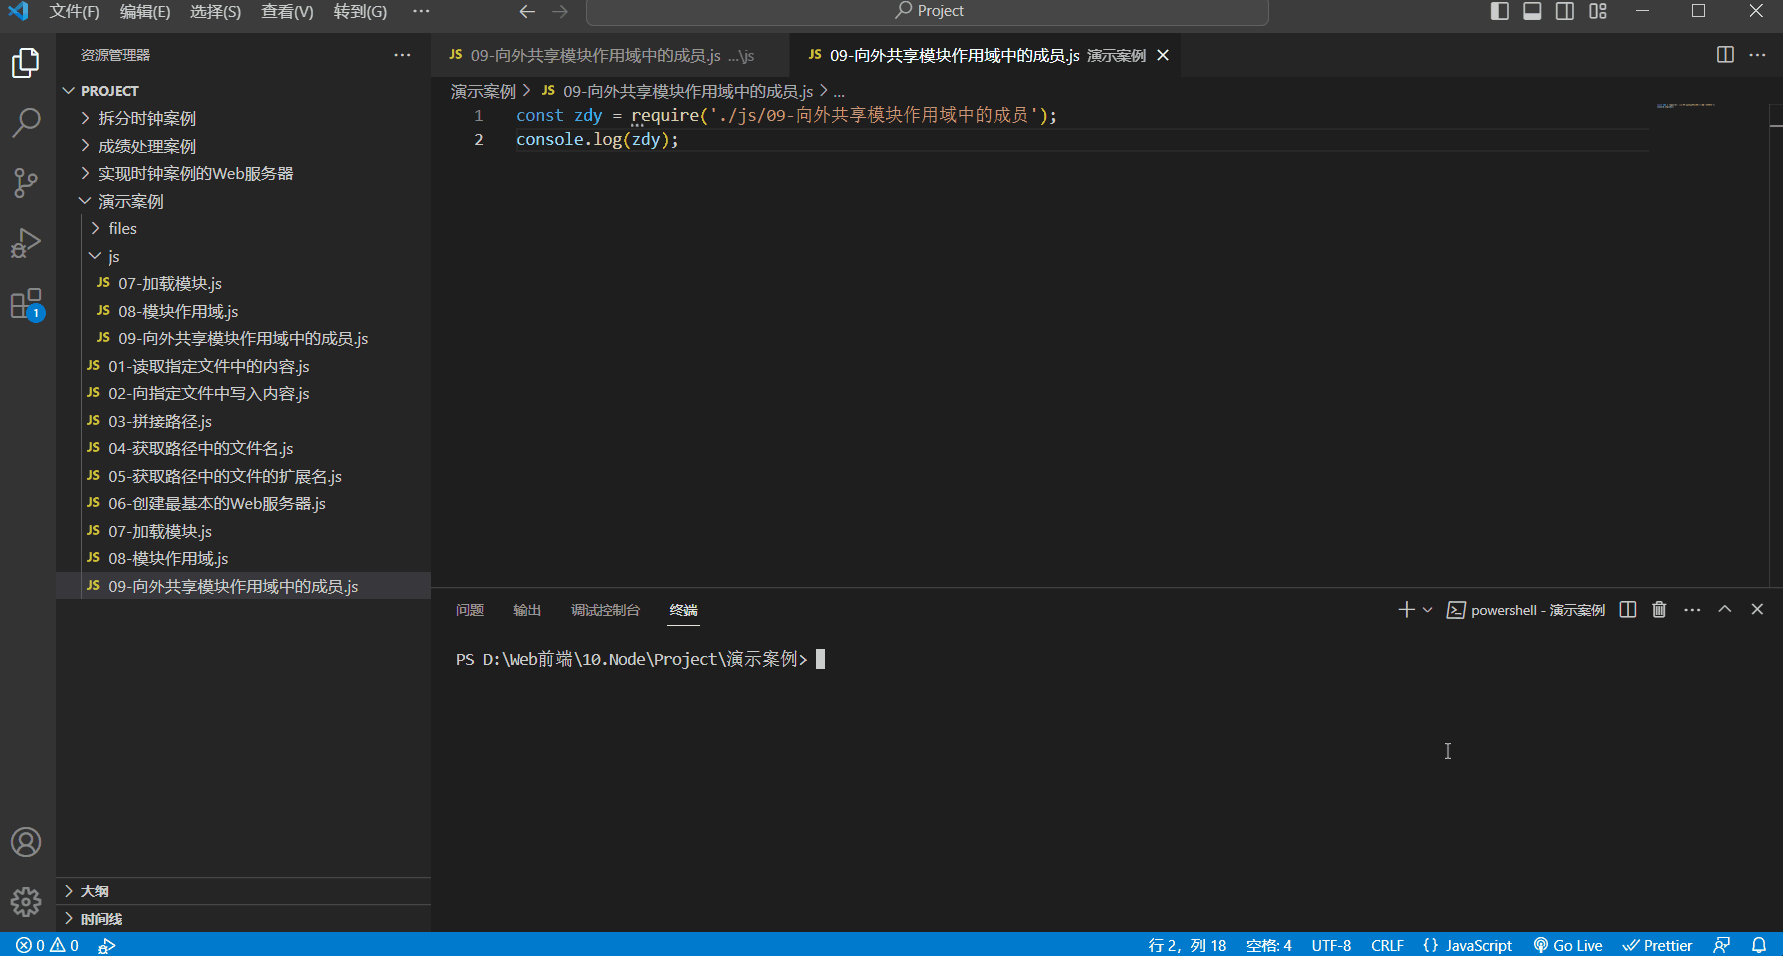 文件(F) 编辑(E) 选择(S) 查看(V) 转到(G) ··· Project
资源管理器
PROJECT
拆分时钟案例
成绩处理案例
实现时钟案例的Web服务器
演示案例
files
js
JS 07-加载模块.js
JS 08-模块作用域.js
JS 09-向外共享模块作用域中的成员.js
JS 01-读取指定文件中的内容.js
JS 02-向指定文件中写入内容.js
JS 03-拼接路径.js
JS 04-获取路径中的文件名.js
JS 05-获取路径中的文件的扩展名.js
JS 06-创建最基本的Web服务器.js
JS 07-加载模块.js
JS 08-模块作用域.js
JS 09-向外共享模块作用域中的成员.js
大纲
时间线
1
JS 09-向外共享模块作用域中的成员.js ...\js JS 09-向外共享模块作用域中的成员.js 演示案例
演示案例 > JS 09-向外共享模块作用域中的成员.js > ...
1 const zdy = require('./js/09-向外共享模块作用域中的成员');
2 console.log(zdy);
问题 输出 调试控制台 终端 powershell - 演示案例
PS D:\Web前端\10.Node\Project\演示案例>
0 0 行 2，列 18 空格: 4 UTF-8 CRLF {} JavaScript Go Live Prettier